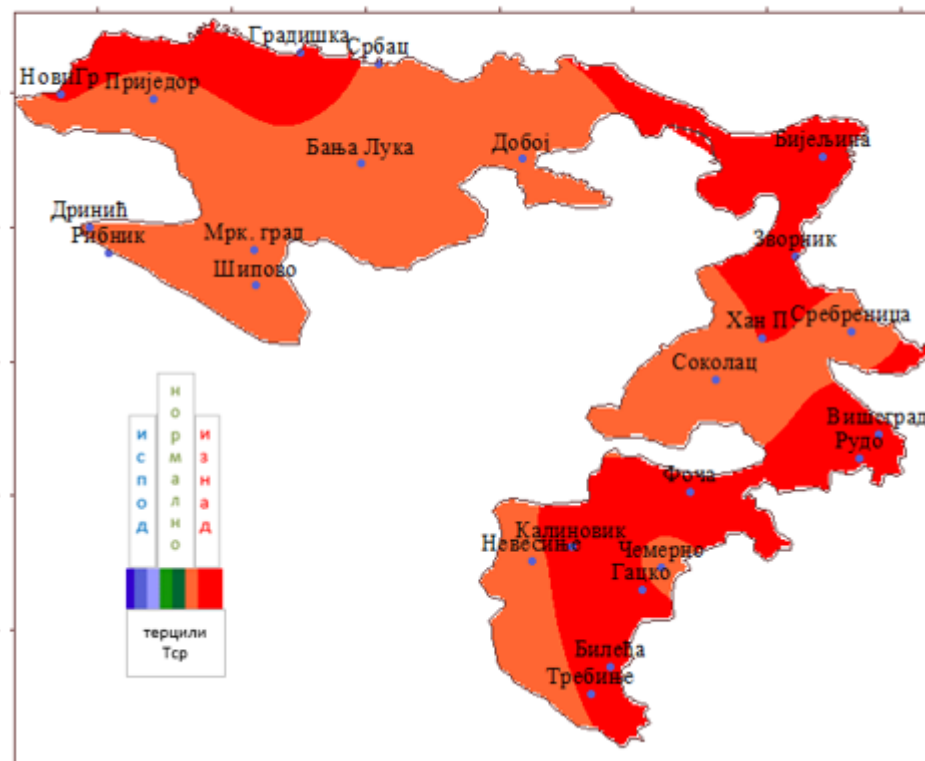 Градишка
Србац
НовиГр
Приједор
Бијељина
Добој
Бања Лука
Дринић
Рибник
Мрк. град
Зворник
Шипово
Хан П
Сребреница
Соколац
Вишеград
Рудо
Фоча
Калиновик
Невесиње
Чемерно
Гацко
Билећа
Требиње
испод
нормално
изнад
терцили
Тср